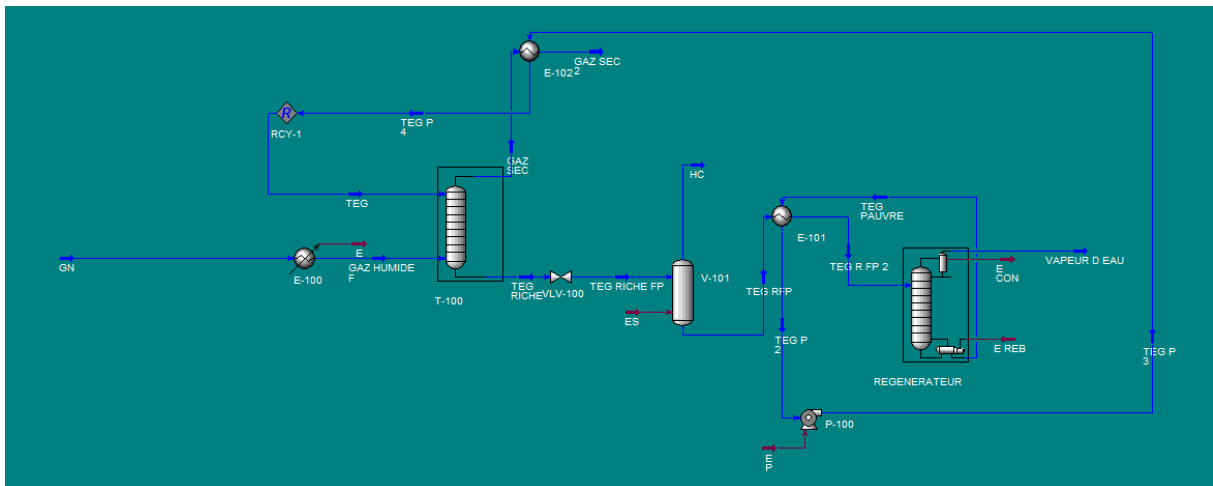 E-102
GAZ SEC
2
R
RCY-1
TEG P
4
GAZ
SEC
HC
TEG
TEG
PAUVRE
E-101
GN
E-100
E
GAZ HUMIDE
F
T-100
TEG
RICHE
VLV-100
TEG RICHE FP
V-101
TEG RFP
TEG R FP 2
VAPEUR D EAU
E
CON
ES
TEG P
2
E REB
TEG P
3
REGENERATEUR
P-100
E
P